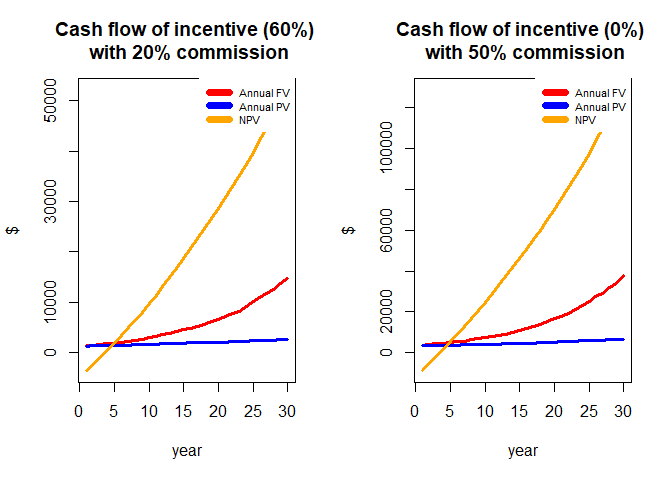 Cash flow of incentive (60%)
with 20% commission
Annual FV
Annual PV
NPV
50000
30000
10000
0
$
0
5
10
15
20
25
30
year
Cash flow of incentive (0%)
with 50% commission
Annual FV
Annual PV
NPV
100000
60000
20000
0
$
0
5
10
15
20
25
30
year